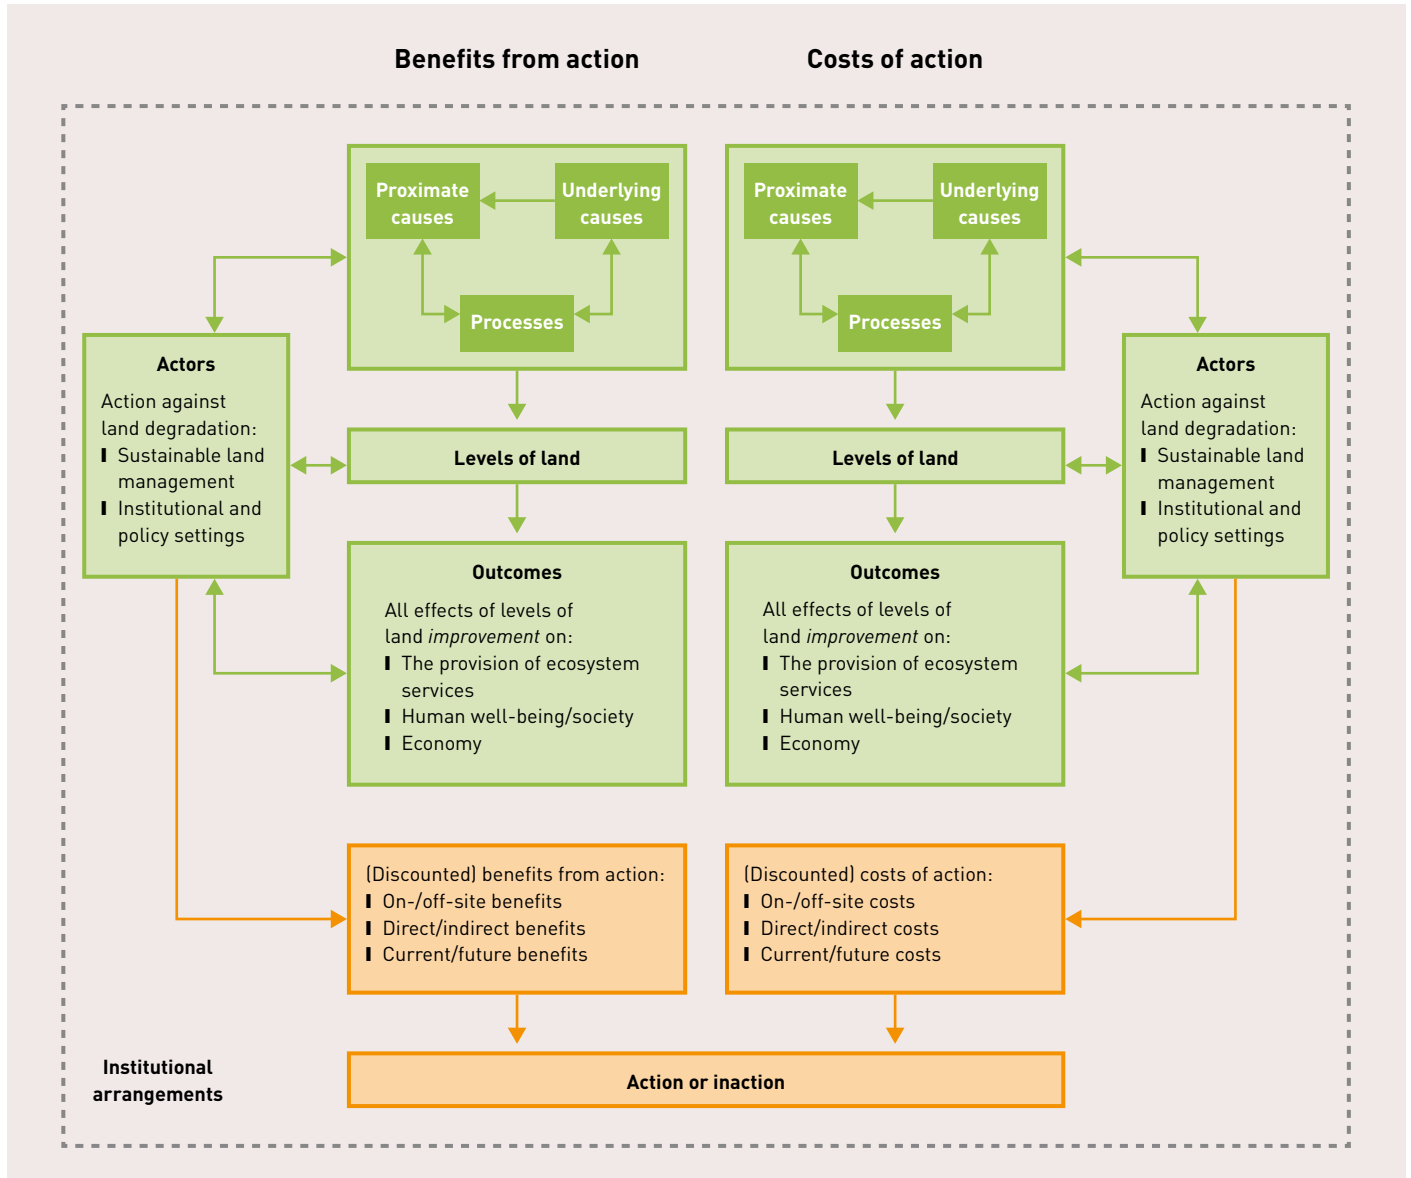 Benefits from action
Costs of action
Proximate
causes
Underlying
causes
Processes
Proximate
causes
Underlying
causes
Processes
Actors
Action against
land degradation:
❙ Sustainable land
management
❙ Institutional and
policy settings
Levels of land
Levels of land
Actors
Action against
land degradation:
❙ Sustainable land
management
❙ Institutional and
policy settings
Outcomes
All effects of levels of
land improvement on:
❙ The provision of ecosystem
services
❙ Human well-being/society
❙ Economy
Outcomes
All effects of levels of
land improvement on:
❙ The provision of ecosystem
services
❙ Human well-being/society
❙ Economy
(Discounted) benefits from action:
❙ On-/off-site benefits
❙ Direct/indirect benefits
❙ Current/future benefits
(Discounted) costs of action:
❙ On-/off-site costs
❙ Direct/indirect costs
❙ Current/future costs
Institutional
arrangements
Action or inaction